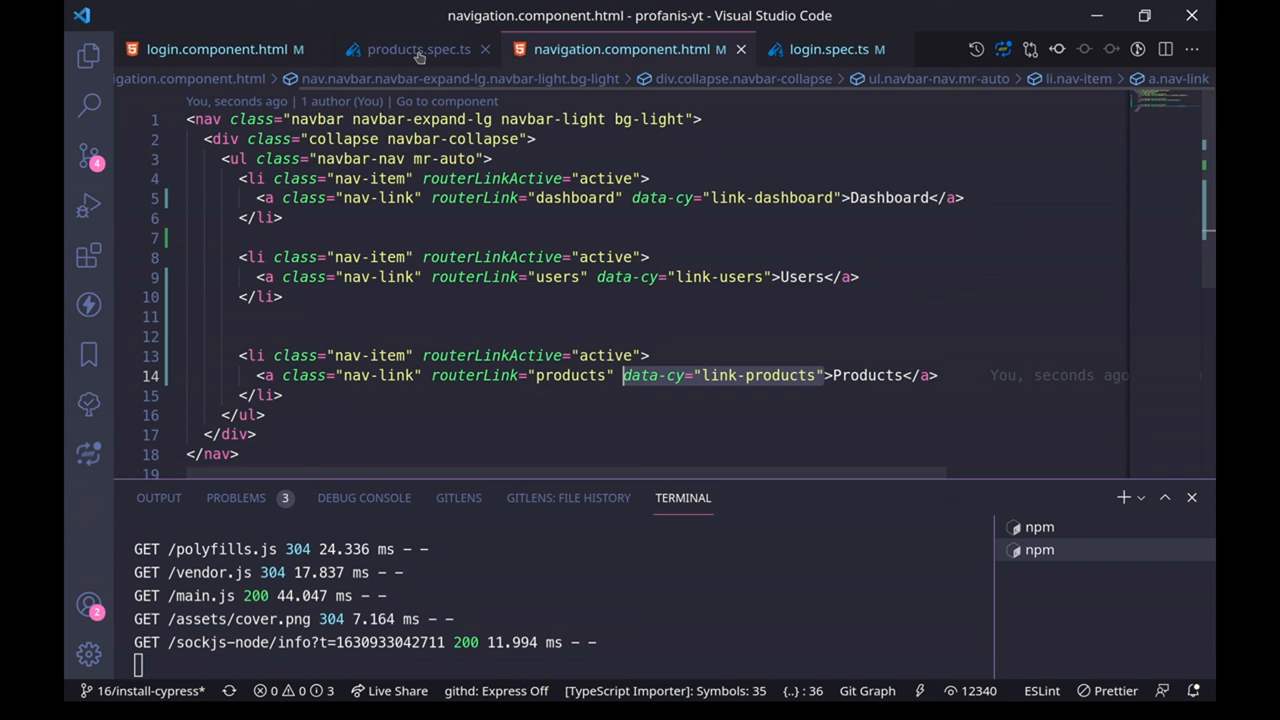 navigation.component.html - profanis-yt - Visual Studio Code
login.component.html M products.spec.ts navigation.component.html M login.spec.ts M
igation.component.html nav.navbar.navbar-expand-lg.navbar-light.bg-light div.collapse.navbar-collapse ul.navbar-nav.mr-auto li.nav-item a.nav-link
You, seconds ago | 1 author (You) | Go to component
1 <nav class="navbar navbar-expand-lg navbar-light bg-light">
2 <div class="collapse navbar-collapse">
3 <ul class="navbar-nav mr-auto">
4 <li class="nav-item" routerLinkActive="active">
5 <a class="nav-link" routerLink="dashboard" data-cy="link-dashboard">Dashboard</a>
6 </li>
7
8 <li class="nav-item" routerLinkActive="active">
9 <a class="nav-link" routerLink="users" data-cy="link-users">Users</a>
10 </li>
11
12
13 <li class="nav-item" routerLinkActive="active">
14 <a class="nav-link" routerLink="products" data-cy="link-products">Products</a> You, seconds ago
15 </li>
16 </ul>
17 </div>
18 </nav>
19
4
OUTPUT PROBLEMS 3 DEBUG CONSOLE GITLENS GITLENS: FILE HISTORY TERMINAL
GET /polyfills.js 304 24.336 ms - -
GET /vendor.js 304 17.837 ms - -
GET /main.js 200 44.047 ms - -
GET /assets/cover.png 304 7.164 ms - -
GET /sockjs-node/info?t=1630933042711 200 11.994 ms - -
npm
npm
2
16/install-cypress* 0 0 3 Live Share githd: Express Off [TypeScript Importer]: Symbols: 35 {..} : 36 Git Graph 12340 ESLint Prettier